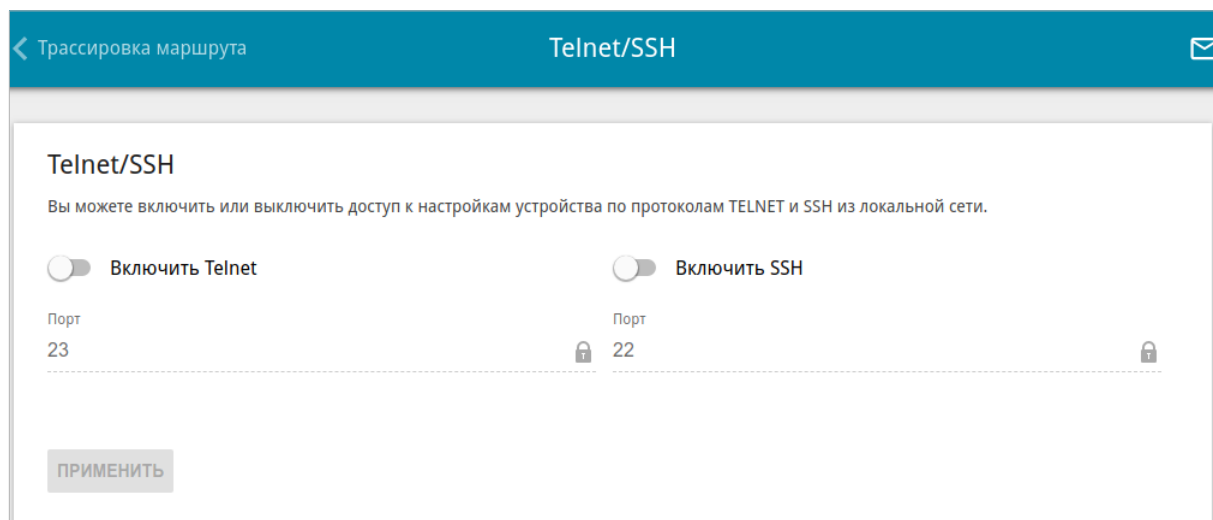 Трассировка маршрута
Telnet/SSH
Telnet/SSH
Вы можете включить или выключить доступ к настройкам устройства по протоколам TELNET и SSH из локальной сети.
Включить Telnet
Включить SSH
Порт
Порт
23
22
ПРИМЕНИТЬ